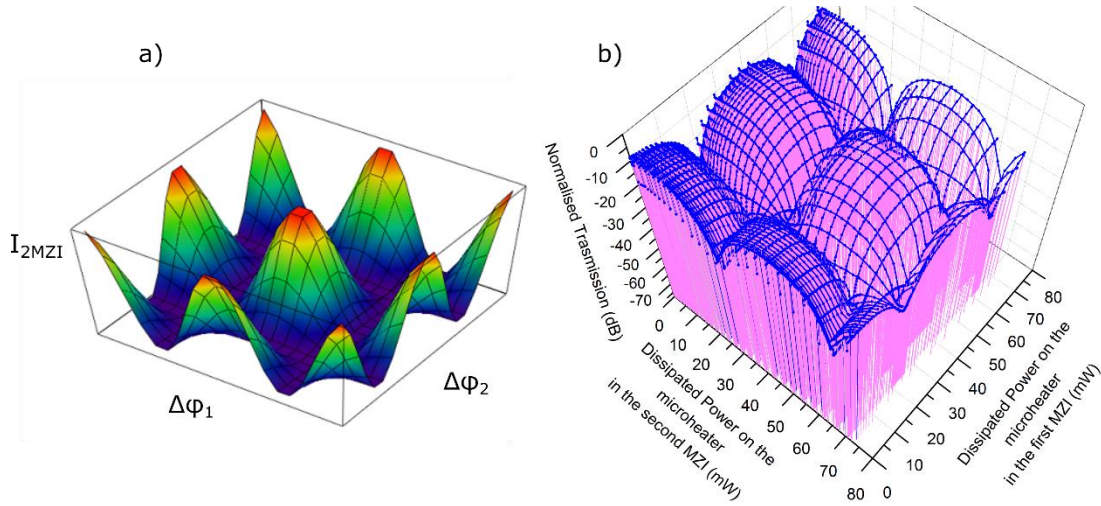 a)
I2MZI
Δφ1
Δφ2
b)
Normalised Trasmission (dB)
0
-10
-20
-30
-40
-50
-60
-70
0
10
20
30
40
50
60
70
80
Dissipated Power on the
microheater
in the second MZI (mW)
0
10
20
30
40
50
60
70
80
Dissipated Power on the
microheater
in the first MZI (mW)